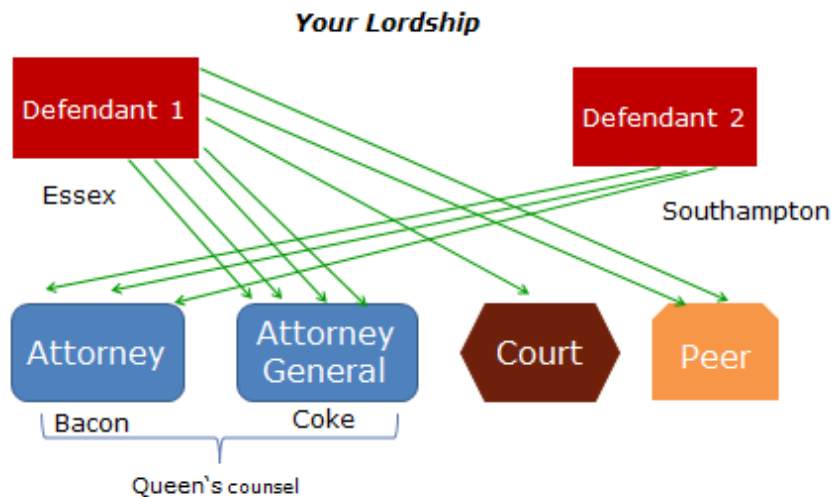 Your Lordship
Defendant 1
Defendant 2
Essex
Southampton
Attorney
Attorney
General
Court
Peer
Bacon
Coke
Queen's counsel